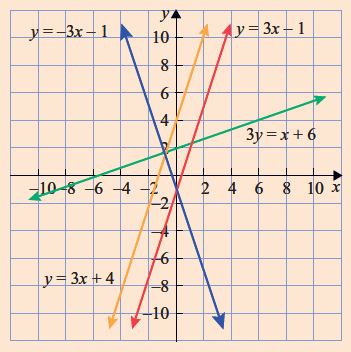 y
y = –3x – 1
y = 3x – 1
10
8
6
4
2
3y = x + 6
–10 –8 –6 –4 –2 2 4 6 8 10 x
–2
–4
–6
y = 3x + 4
–8
–10